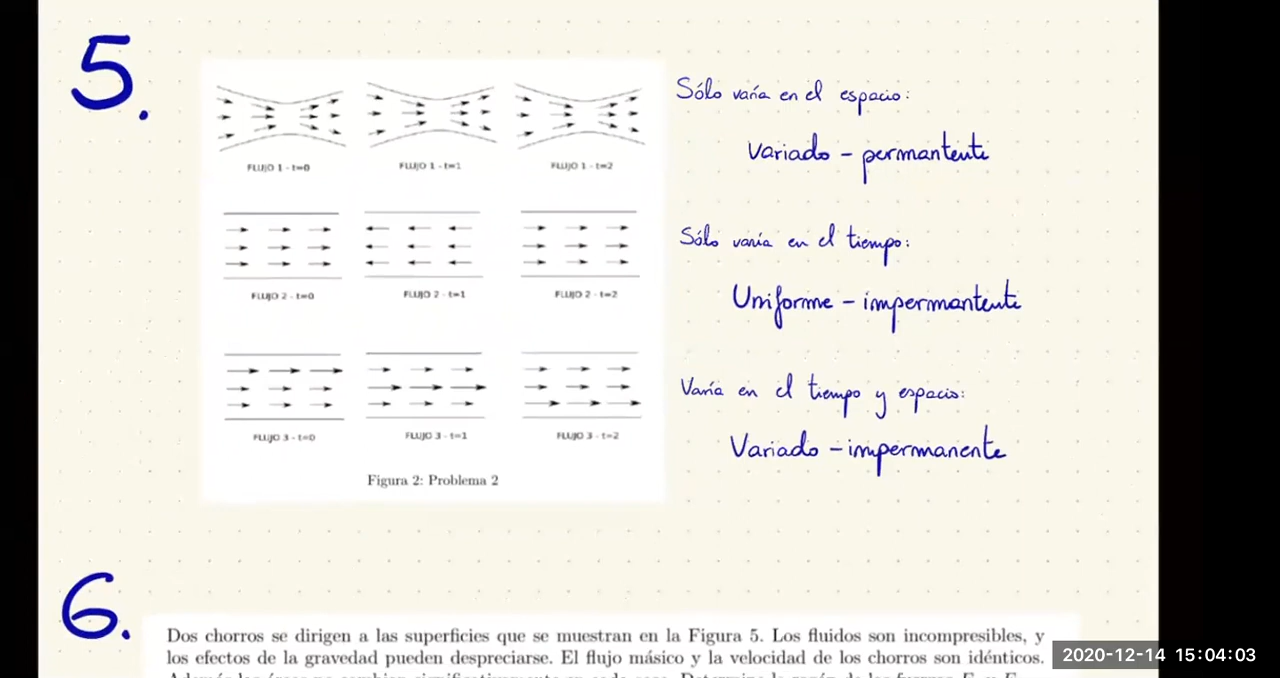 5.
Sólo varía en el espacio:
Variado - permantente
FLUJO 1 - t=0 FLUJO 1 - t=1 FLUJO 1 - t=2
Sólo varía en el tiempo:
Uniforme - impermantente
FLUJO 2 - t=0 FLUJO 2 - t=1 FLUJO 2 - t=2
Varía en el tiempo y espacio:
Variado - impermanente
FLUJO 3 - t=0 FLUJO 3 - t=1 FLUJO 3 - t=2
Figura 2: Problema 2
6.
Dos chorros se dirigen a las superficies que se muestran en la Figura 5. Los fluidos son incompresibles, y
los efectos de la gravedad pueden despreciarse. El flujo másico y la velocidad de los chorros son idénticos.
2020-12-14 15:04:03